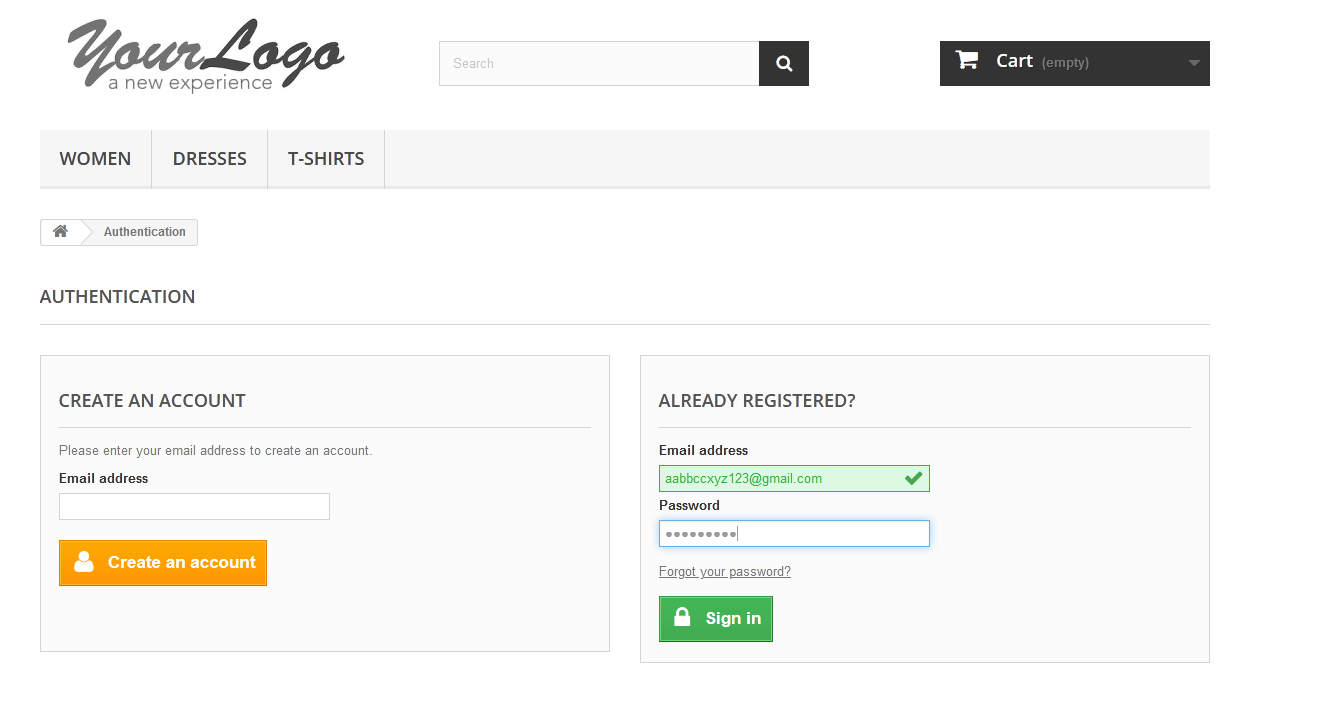 YourLogo
a new experience
Search
Cart (empty)
WOMEN DRESSES T-SHIRTS
Authentication
AUTHENTICATION
CREATE AN ACCOUNT
Please enter your email address to create an account.
Email address
Create an account
ALREADY REGISTERED?
Email address
aabbccxyz123@gmail.com
Password
•••••••••
Forgot your password?
Sign in